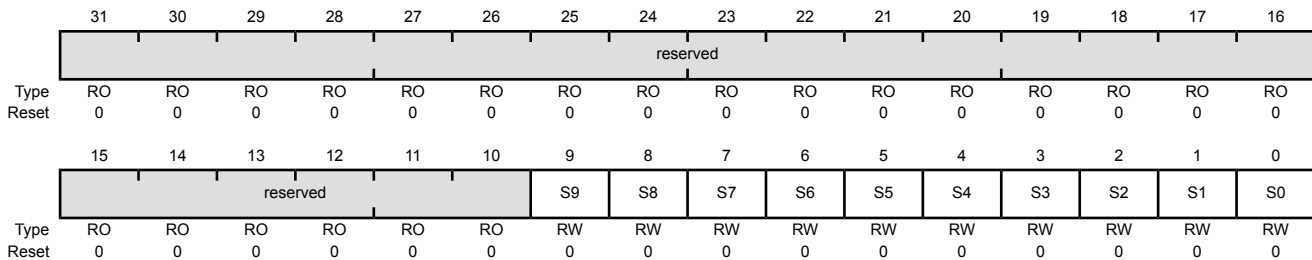 31 30 29 28 27 26 25 24 23 22 21 20 19 18 17 16
reserved
Type RO RO RO RO RO RO RO RO RO RO RO RO RO RO RO RO
Reset 0 0 0 0 0 0 0 0 0 0 0 0 0 0 0 0
15 14 13 12 11 10 9 8 7 6 5 4 3 2 1 0
reserved S9 S8 S7 S6 S5 S4 S3 S2 S1 S0
Type RO RO RO RO RO RO RW RW RW RW RW RW RW RW RW RW
Reset 0 0 0 0 0 0 0 0 0 0 0 0 0 0 0 0